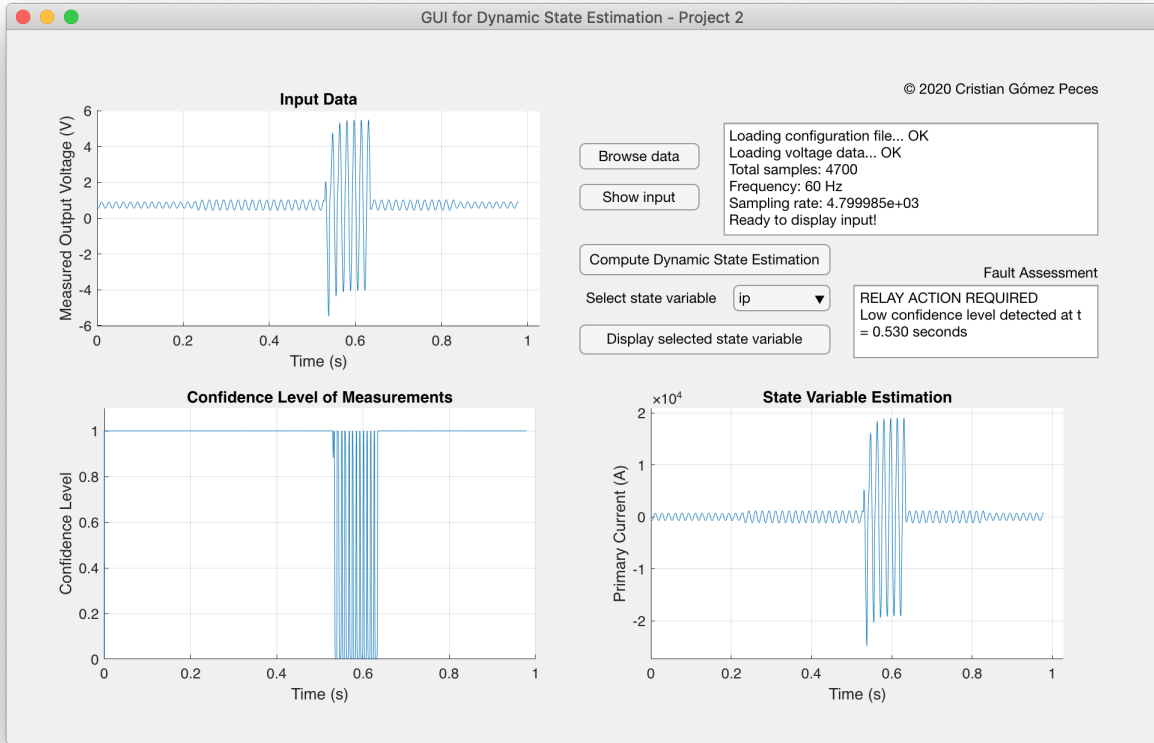 GUI for Dynamic State Estimation - Project 2
© 2020 Cristian Gómez Peces
Input Data
Measured Output Voltage (V)
6
4
2
0
-2
-4
-6
0 0.2 0.4 0.6 0.8 1
Time (s)
Browse data
Show input
Loading configuration file... OK
Loading voltage data... OK
Total samples: 4700
Frequency: 60 Hz
Sampling rate: 4.799985e+03
Ready to display input!
Compute Dynamic State Estimation
Select state variable ip
Display selected state variable
Fault Assessment
RELAY ACTION REQUIRED
Low confidence level detected at t
= 0.530 seconds
Confidence Level of Measurements
Confidence Level
1
0.8
0.6
0.4
0.2
0
0 0.2 0.4 0.6 0.8 1
Time (s)
State Variable Estimation
×10⁴
Primary Current (A)
2
1
0
-1
-2
0 0.2 0.4 0.6 0.8 1
Time (s)